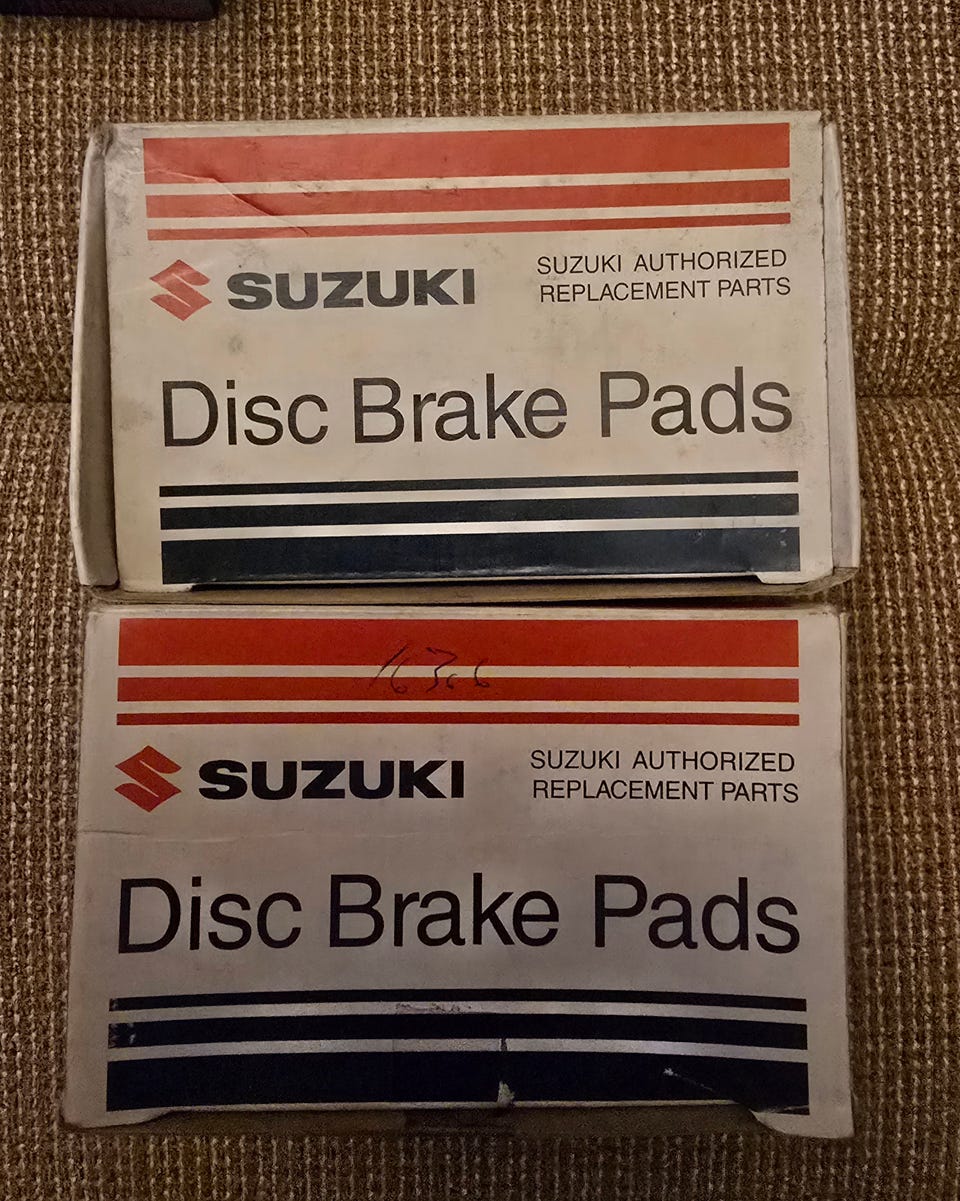 SUZUKI
SUZUKI AUTHORIZED
REPLACEMENT PARTS
Disc Brake Pads
SUZUKI
SUZUKI AUTHORIZED
REPLACEMENT PARTS
Disc Brake Pads